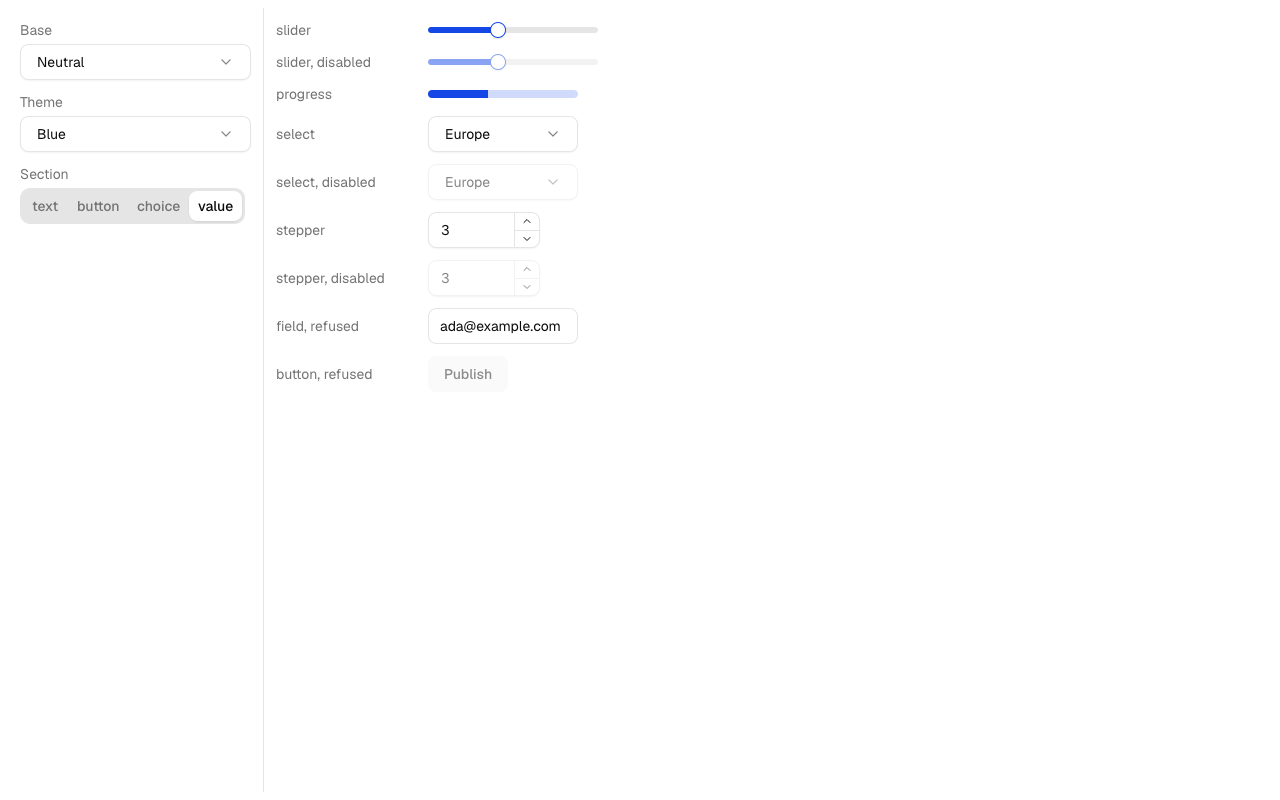 Base
Neutral
Theme
Blue
Section
text button choice value
slider
slider, disabled
progress
select Europe
select, disabled Europe
stepper 3
stepper, disabled 3
field, refused ada@example.com
button, refused Publish